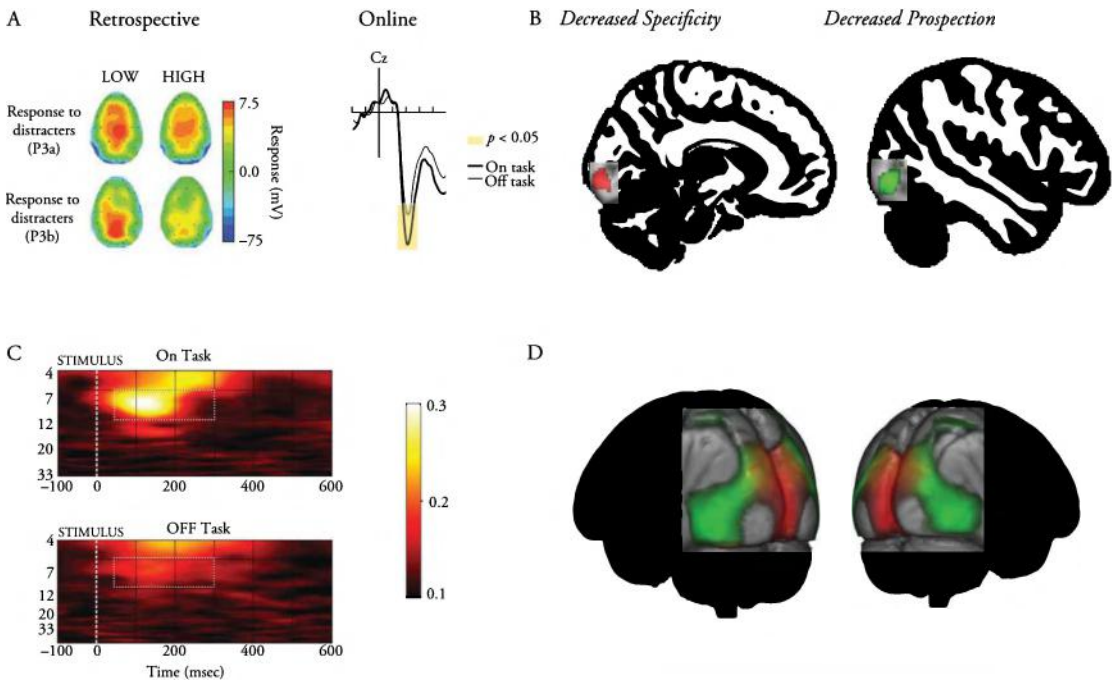 A
Retrospective
Online
LOW HIGH
Response to
distracters
(P3a)
Response to
distracters
(P3b)
7.5
0.0
−75
Response (mV)
Cz
p < 0.05
On task
Off task
B
Decreased Specificity
Decreased Prospection
C
STIMULUS On Task
4
7
12
20
33
−100 0 200 400 600
STIMULUS OFF Task
4
7
12
20
33
−100 0 200 400 600
Time (msec)
0.3
0.2
0.1
D